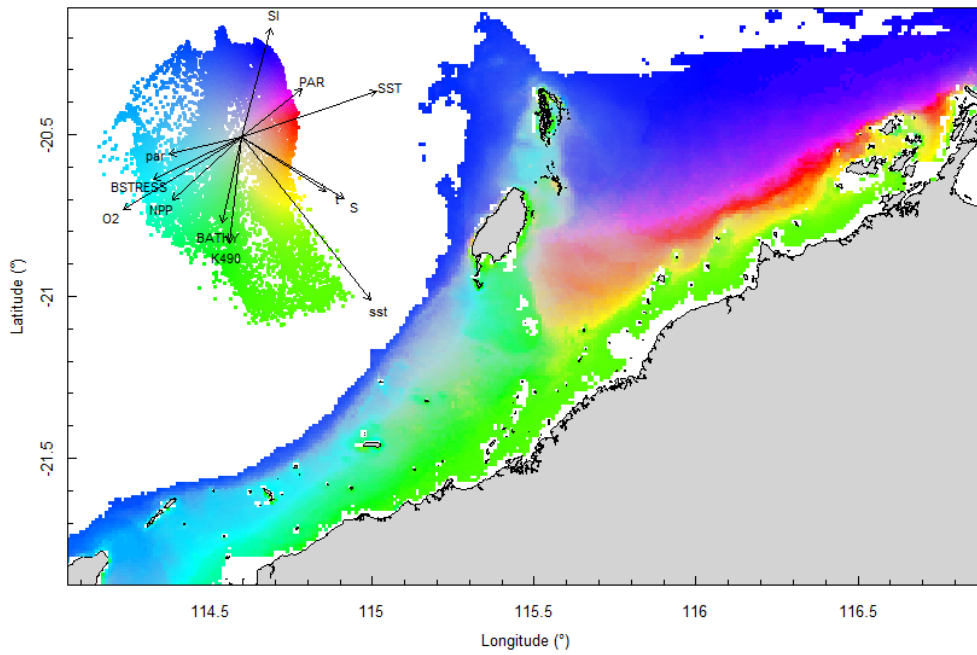 SI
PAR
SST
-20.5
par
BSTRESS
NPP
O2
t
S
BATHY
K490
sst
-21
-21.5
Latitude (°)
114.5
115
115.5
116
116.5
Longitude (°)